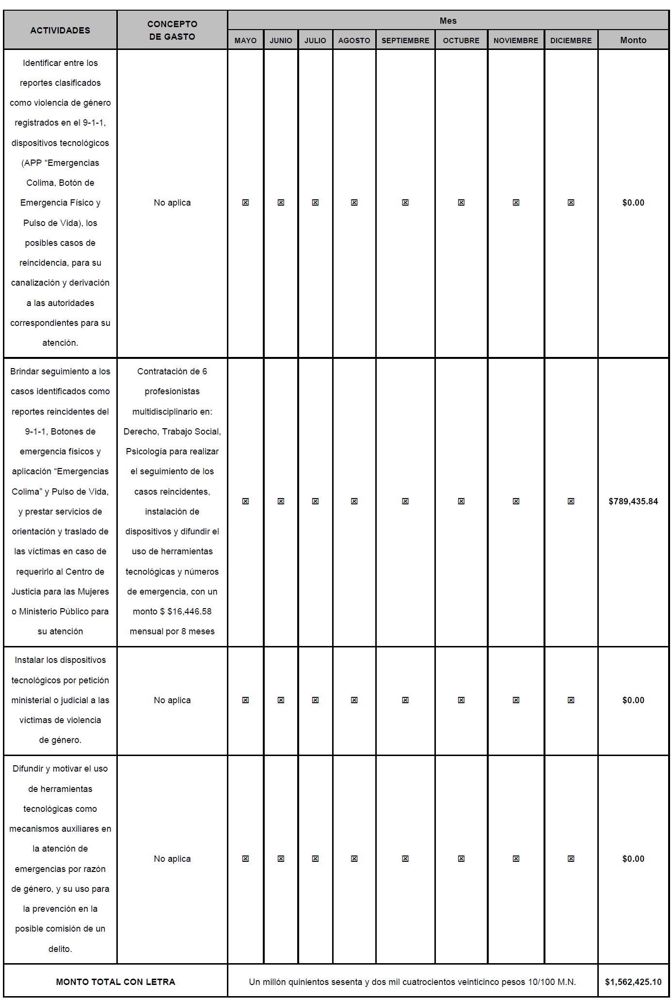 ACTIVIDADES
CONCEPTO
DE GASTO
Mes
MAYO JUNIO JULIO AGOSTO SEPTIEMBRE OCTUBRE NOVIEMBRE DICIEMBRE Monto
Identificar entre los
reportes clasificados
como violencia de género
registrados en el 9-1-1,
dispositivos tecnológicos
(APP “Emergencias
Colima, Botón de
Emergencia Físico y
Pulso de Vida), los
posibles casos de
reincidencia, para su
canalización y derivación
a las autoridades
correspondientes para su
atención.
No aplica
☒ ☒ ☒ ☒ ☒ ☒ ☒ ☒
$0.00
Brindar seguimiento a los
casos identificados como
reportes reincidentes del
9-1-1, Botones de
emergencia físicos y
aplicación “Emergencias
Colima” y Pulso de Vida,
y prestar servicios de
orientación y traslado de
las víctimas en caso de
requerirlo al Centro de
Justicia para las Mujeres
o Ministerio Público para
su atención
Contratación de 6
profesionistas
multidisciplinario en:
Derecho, Trabajo Social,
Psicología para realizar
el seguimiento de los
casos reincidentes,
instalación de
dispositivos y difundir el
uso de herramientas
tecnológicas y números
de emergencia, con un
monto $ $16,446.58
mensual por 8 meses
☒ ☒ ☒ ☒ ☒ ☒ ☒ ☒
$789,435.84
Instalar los dispositivos
tecnológicos por petición
ministerial o judicial a las
víctimas de violencia
de género.
No aplica
☒ ☒ ☒ ☒ ☒ ☒ ☒ ☒
$0.00
Difundir y motivar el uso
de herramientas
tecnológicas como
mecanismos auxiliares en
la atención de
emergencias por razón
de género, y su uso para
la prevención en la
posible comisión de un
delito.
No aplica
☒ ☒ ☒ ☒ ☒ ☒ ☒ ☒
$0.00
MONTO TOTAL CON LETRA
Un millón quinientos sesenta y dos mil cuatrocientos veinticinco pesos 10/100 M.N.
$1,562,425.10